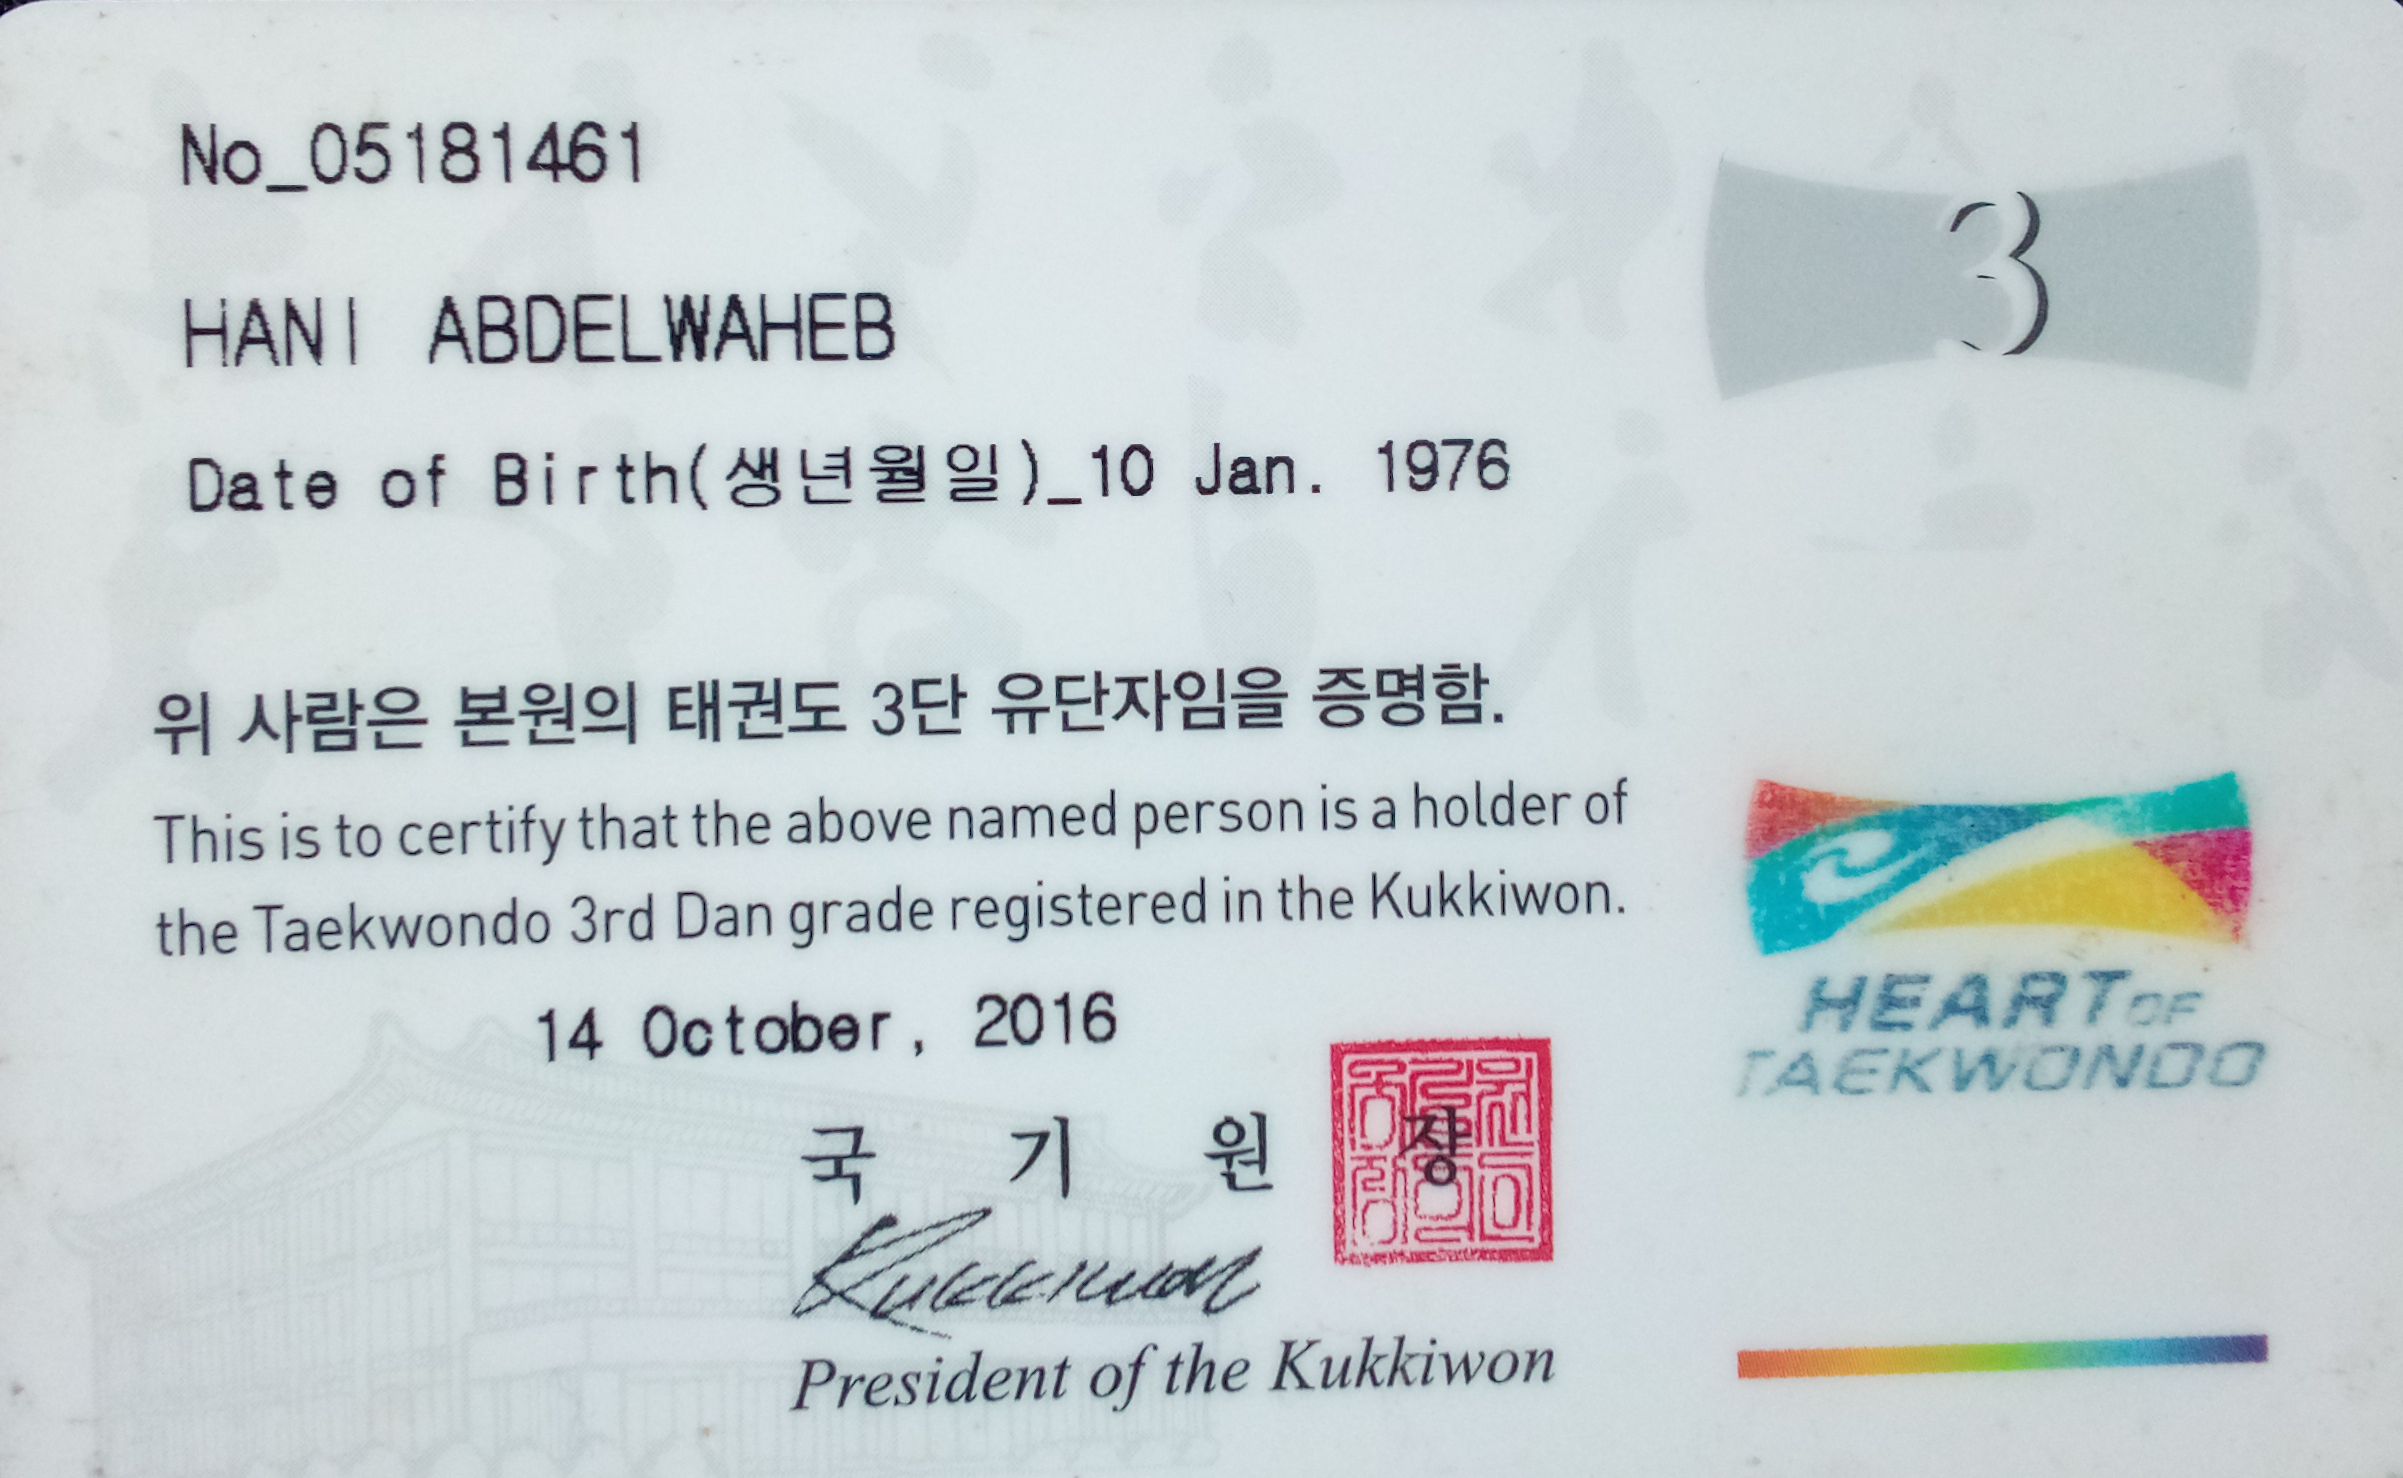 No_05181461
3
HANI ABDELWAHEB
Date of Birth(생년월일)_10 Jan. 1976
위 사람은 본원의 태권도 3단 유단자임을 증명함.
This is to certify that the above named person is a holder of
the Taekwondo 3rd Dan grade registered in the Kukkiwon.
HEART OF
TAEKWONDO
14 October, 2016
국 기 원 장
Kukkiwon
President of the Kukkiwon